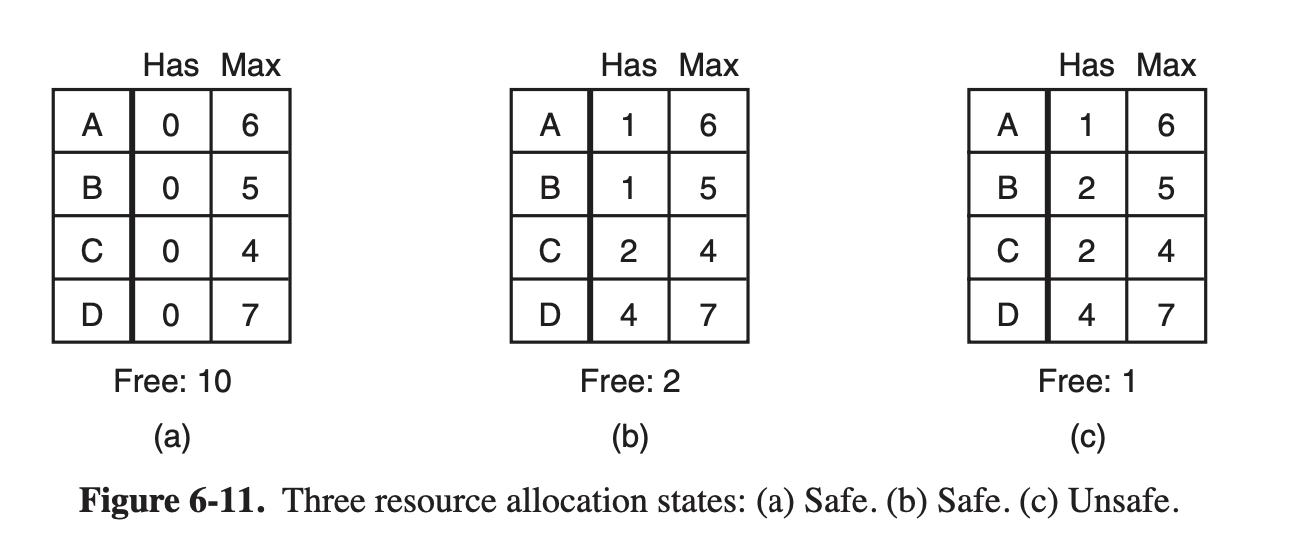 Has Max
A 0 6
B 0 5
C 0 4
D 0 7
Free: 10
(a)
Has Max
A 1 6
B 1 5
C 2 4
D 4 7
Free: 2
(b)
Has Max
A 1 6
B 2 5
C 2 4
D 4 7
Free: 1
(c)
Figure 6-11. Three resource allocation states: (a) Safe. (b) Safe. (c) Unsafe.